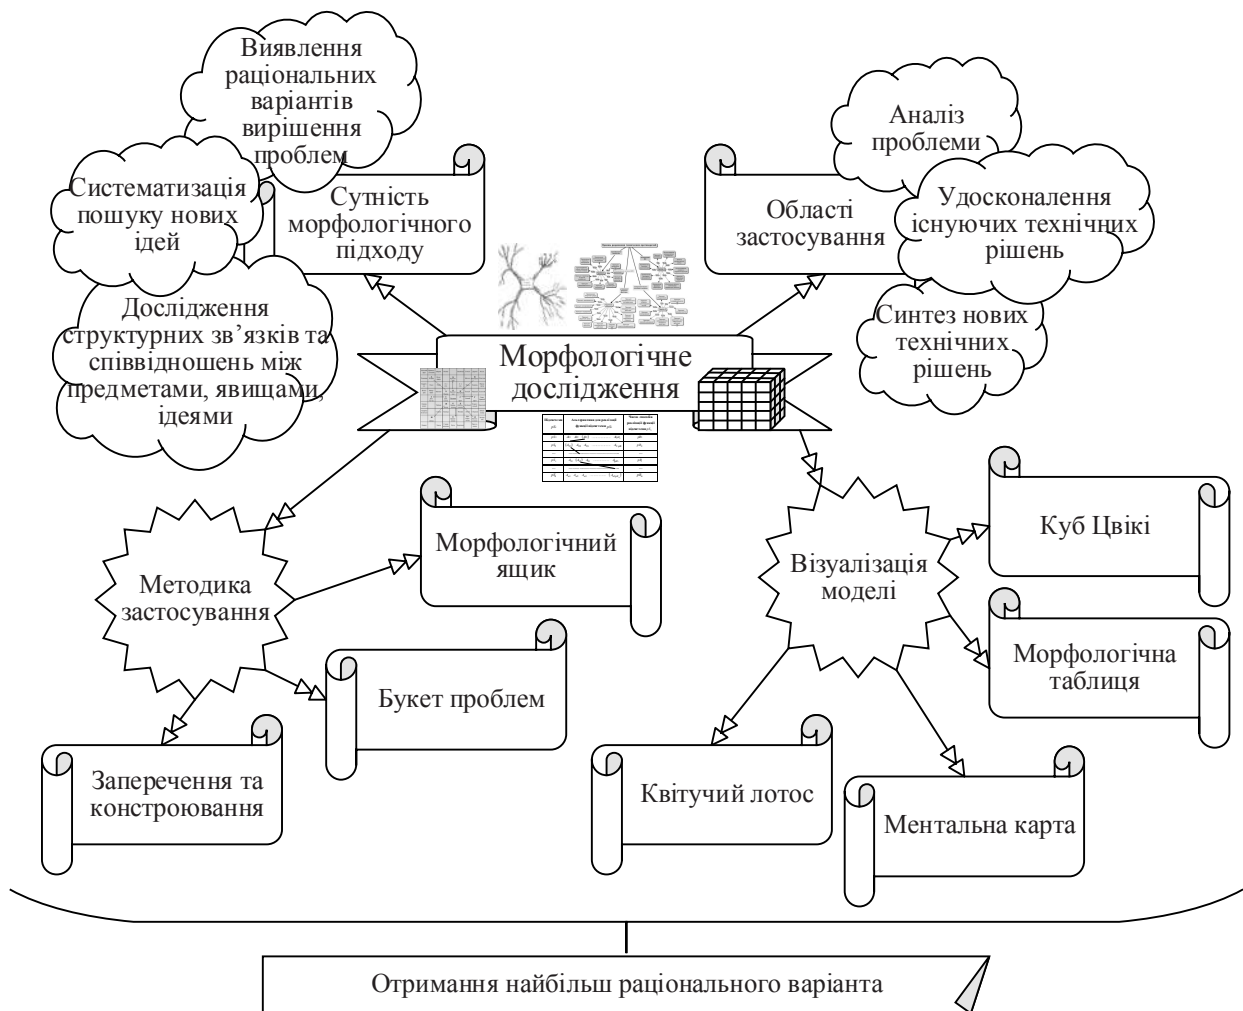 Виявлення
раціональних
варіантів
вирішення
проблем
Систематизація
пошуку нових
ідей
Дослідження
структурних зв’язків та
співвідношень між
предметами, явищами,
ідеями
Сутність
морфологічного
підходу
Області
застосування
Аналіз
проблеми
Удосконалення
існуючих технічних
рішень
Синтез нових
технічних
рішень
Морфологічне
дослідження
Методика
застосування
Морфологічний
ящик
Букет проблем
Заперечення та
констроювання
Візуалізація
моделі
Куб Цвікі
Морфологічна
таблиця
Квітучий лотос
Ментальна карта
Отримання найбільш раціонального варіанта